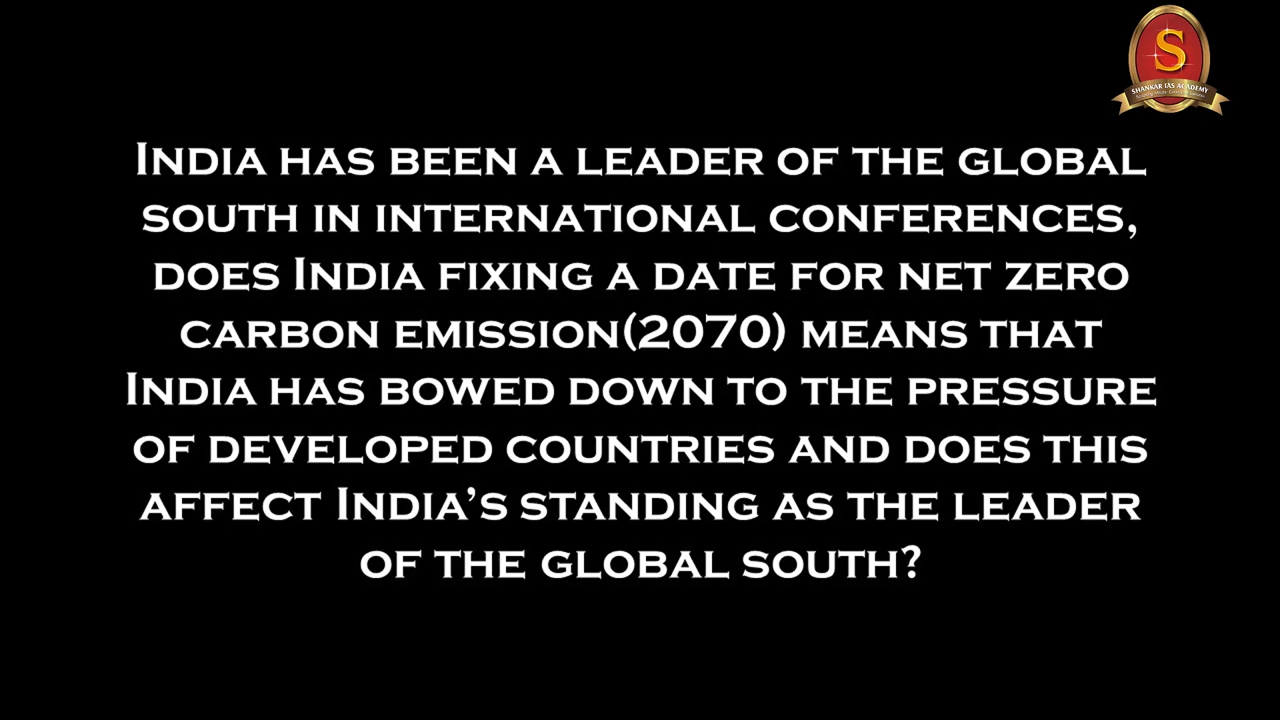 S
SHANKAR IAS ACADEMY
India has been a leader of the global
south in international conferences,
does India fixing a date for net zero
carbon emission(2070) means that
India has bowed down to the pressure
of developed countries and does this
affect India's standing as the leader
of the global south?